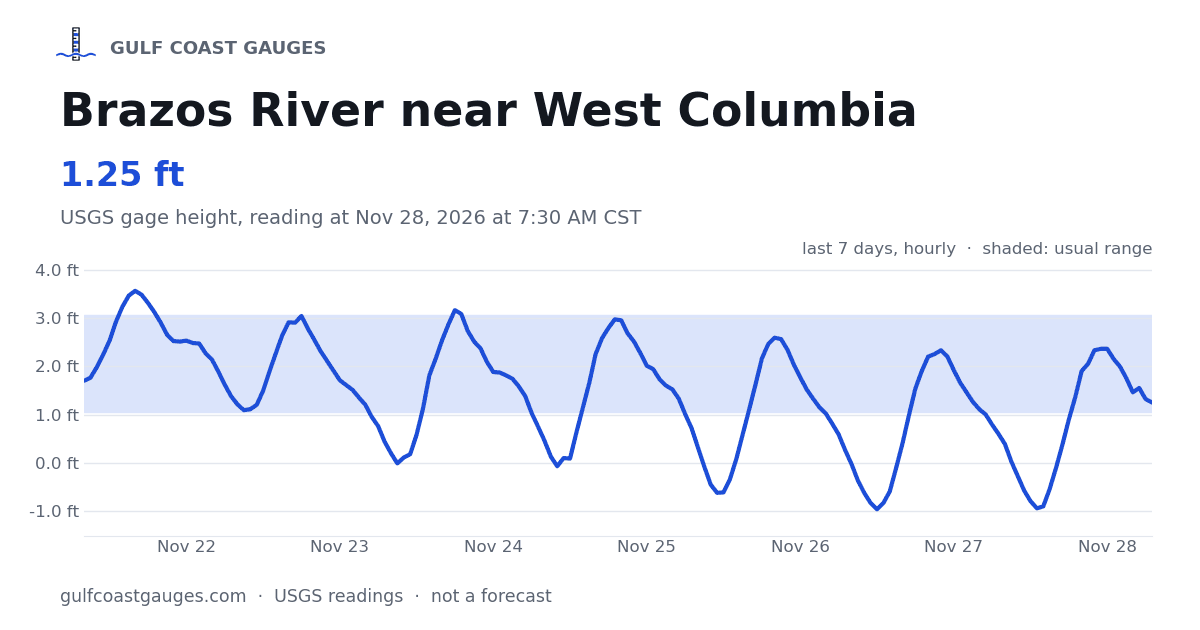 GULF COAST GAUGES
Brazos River near West Columbia
1.25 ft
USGS gage height, reading at Nov 28, 2026 at 7:30 AM CST
last 7 days, hourly · shaded: usual range
4.0 ft
3.0 ft
2.0 ft
1.0 ft
0.0 ft
-1.0 ft
Nov 22 Nov 23 Nov 24 Nov 25 Nov 26 Nov 27 Nov 28
gulfcoastgauges.com · USGS readings · not a forecast